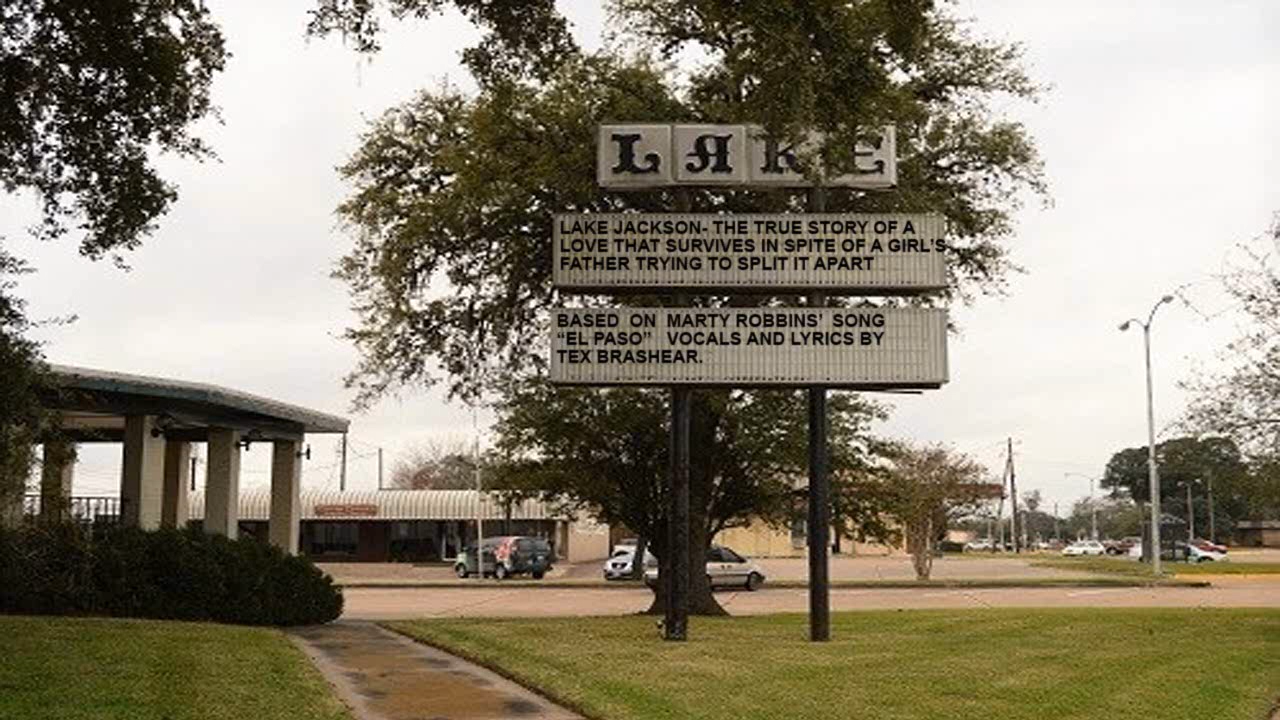 LAKE
LAKE JACKSON- THE TRUE STORY OF A
LOVE THAT SURVIVES IN SPITE OF A GIRL'S
FATHER TRYING TO SPLIT IT APART
BASED ON MARTY ROBBINS' SONG
“EL PASO” VOCALS AND LYRICS BY
TEX BRASHEAR.